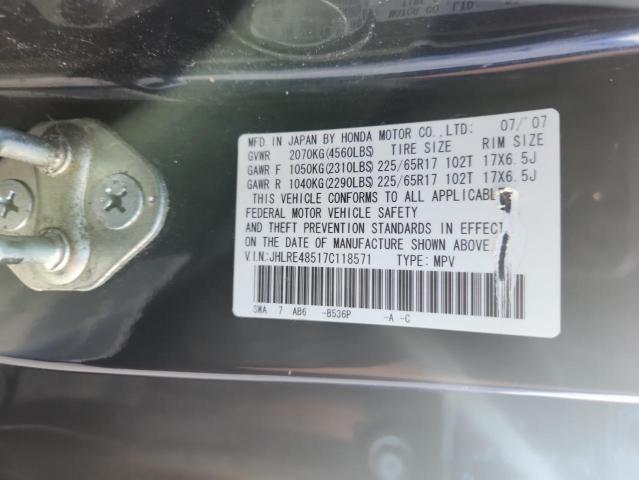 MFD. IN JAPAN BY HONDA MOTOR CO.,LTD: 07/'07
GVWR 2070KG(4560LBS) TIRE SIZE RIM SIZE
GAWR F 1050KG(2310LBS) 225/65R17 102T 17X6.5J
GAWR R 1040KG(2290LBS) 225/65R17 102T 17X6.5J
THIS VEHICLE CONFORMS TO ALL APPLICABLE
FEDERAL MOTOR VEHICLE SAFETY
AND THEFT PREVENTION STANDARDS IN EFFECT
ON THE DATE OF MANUFACTURE SHOWN ABOVE.
V.I.N:JHLRE48517C118571 TYPE: MPV
SWA 7 AB6 -B536P -A -C